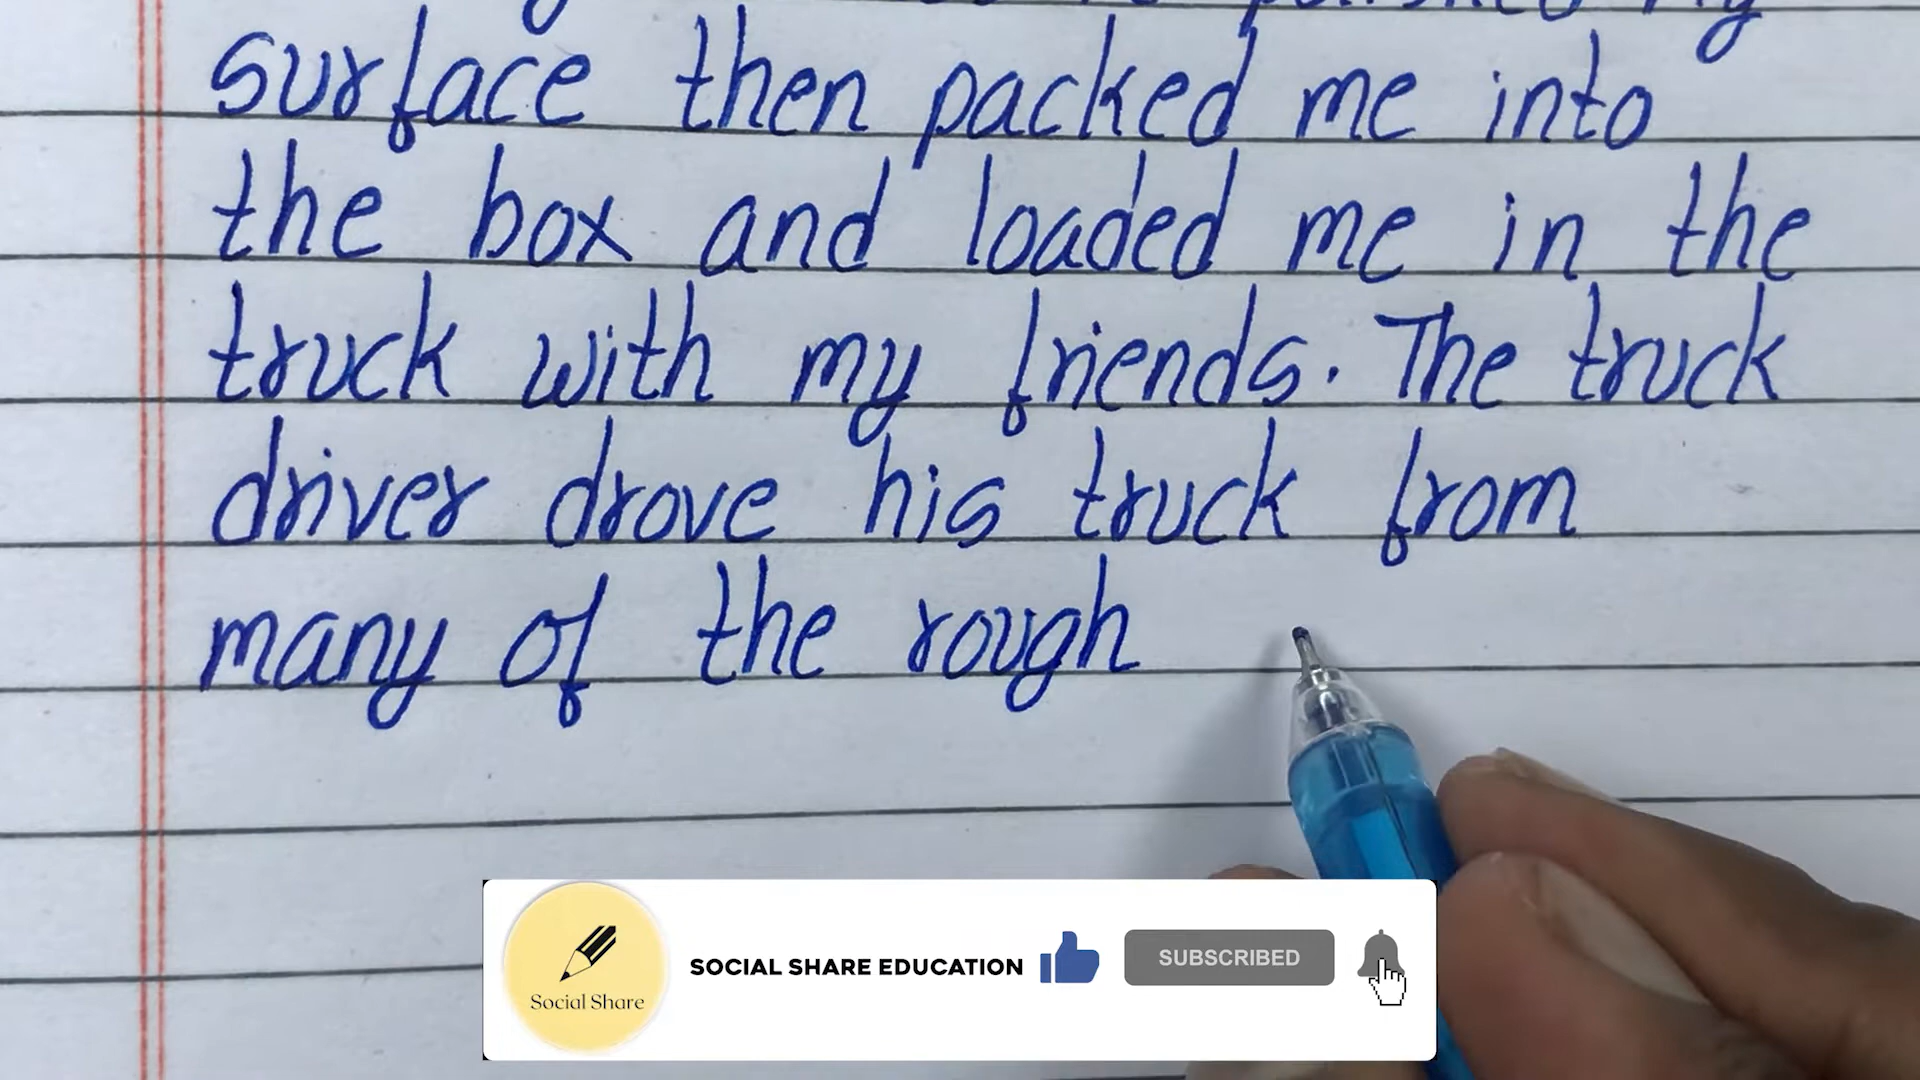 surface then packed me into
the box and loaded me in the
truck with my friends. The truck
driver drove his truck from
many of the rough
SOCIAL SHARE EDUCATION
SUBSCRIBED
Social Share